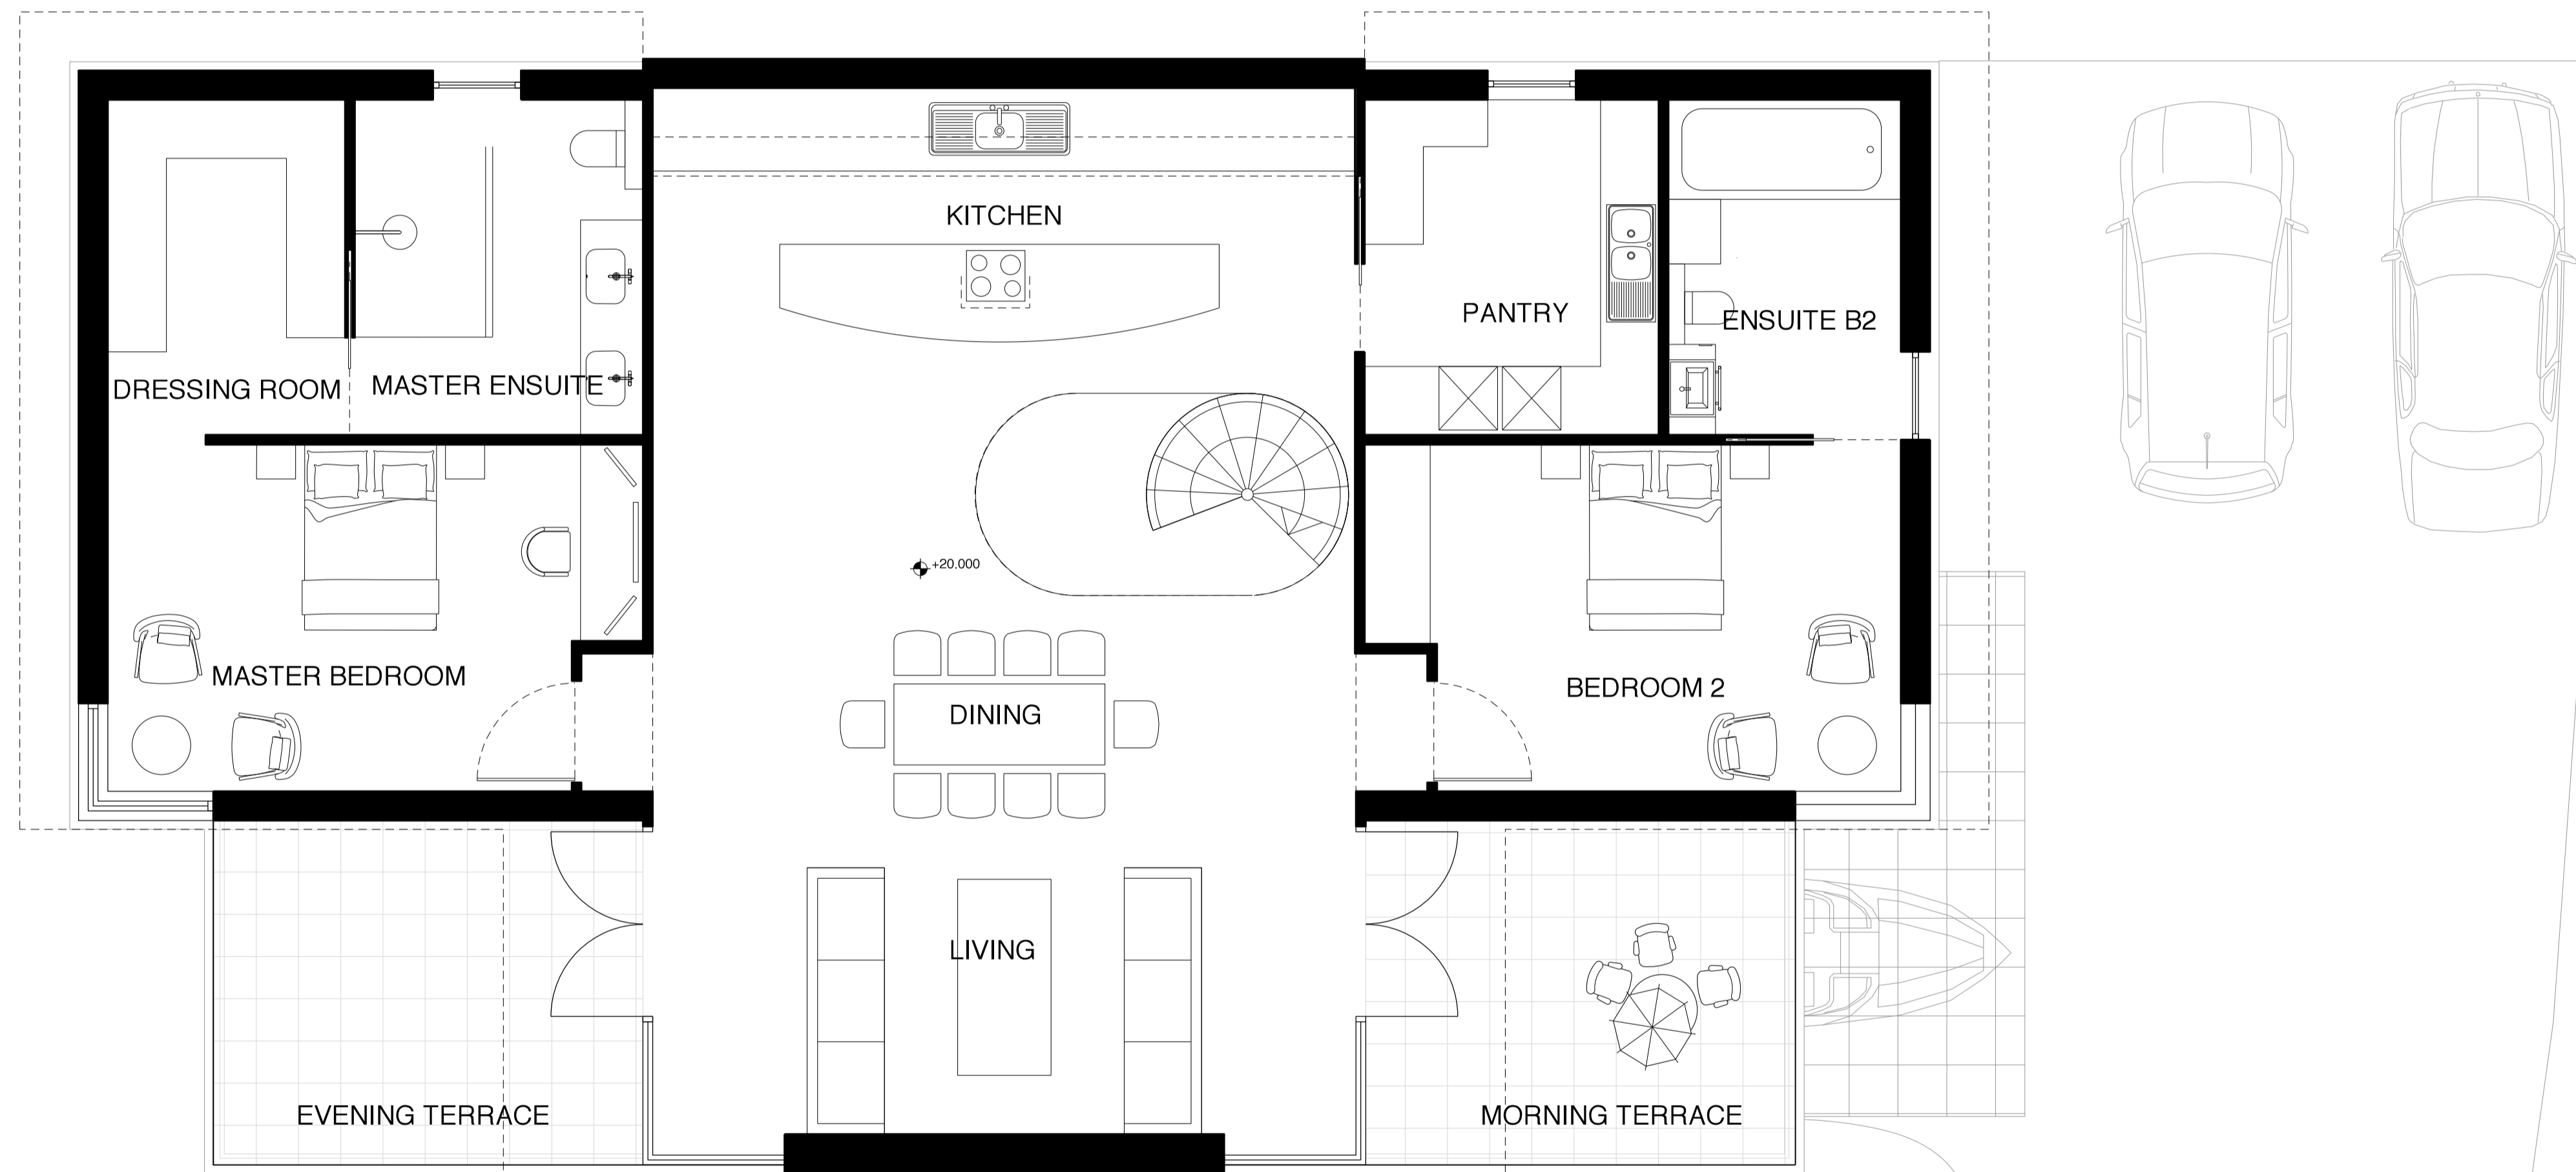 KITCHEN
PANTRY
ENSUITE B2
DRESSING ROOM
MASTER ENSUITE
+20.000
MASTER BEDROOM
BEDROOM 2
DINING
LIVING
EVENING TERRACE
MORNING TERRACE